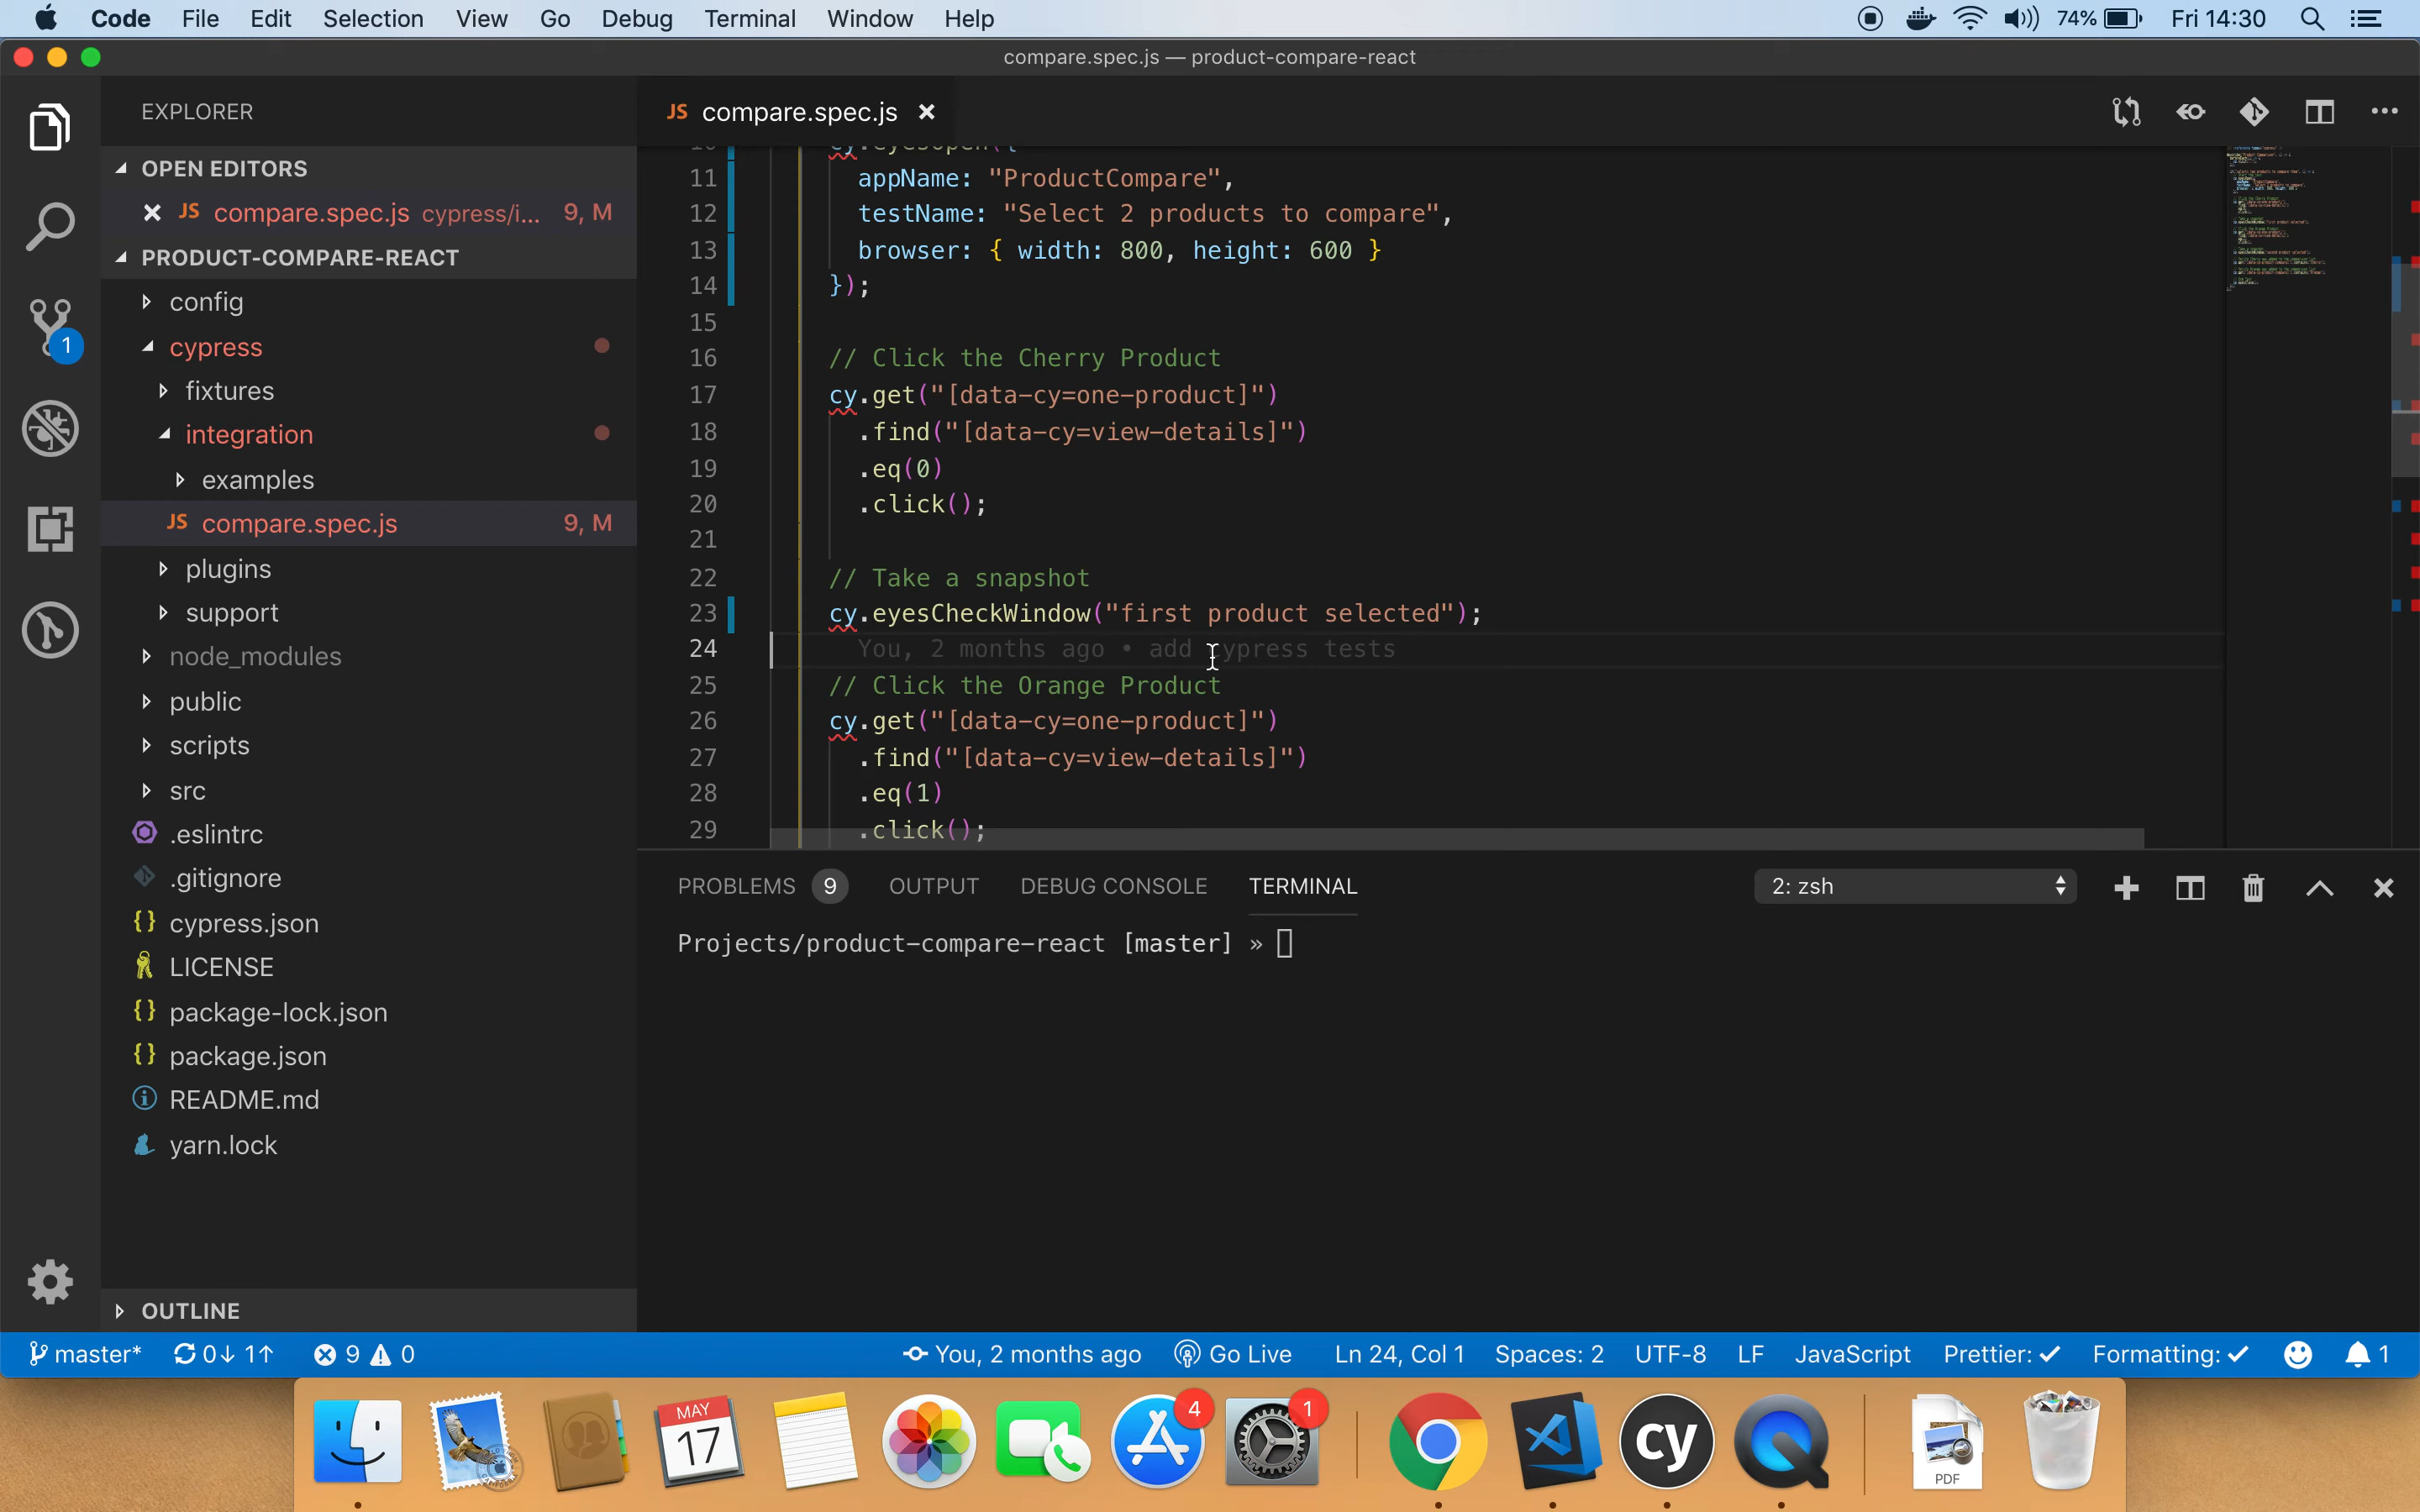 Code File Edit Selection View Go Debug Terminal Window Help 74% Fri 14:30
compare.spec.js — product-compare-react
EXPLORER
OPEN EDITORS
JS compare.spec.js cypress/i... 9, M
PRODUCT-COMPARE-REACT
config
cypress
fixtures
integration
examples
JS compare.spec.js 9, M
plugins
support
node_modules
public
scripts
src
.eslintrc
.gitignore
{} cypress.json
LICENSE
{} package-lock.json
{} package.json
README.md
yarn.lock
OUTLINE
1
JS compare.spec.js
10 cy.eyesOpen({
11 appName: "ProductCompare",
12 testName: "Select 2 products to compare",
13 browser: { width: 800, height: 600 }
14 });
15
16 // Click the Cherry Product
17 cy.get("[data-cy=one-product]")
18 .find("[data-cy=view-details]")
19 .eq(0)
20 .click();
21
22 // Take a snapshot
23 cy.eyesCheckWindow("first product selected");
24 You, 2 months ago • add cypress tests
25 // Click the Orange Product
26 cy.get("[data-cy=one-product]")
27 .find("[data-cy=view-details]")
28 .eq(1)
29 .click();
PROBLEMS 9 OUTPUT DEBUG CONSOLE TERMINAL 2: zsh
Projects/product-compare-react [master] »
master* 0↓ 1↑ 9 0 You, 2 months ago Go Live Ln 24, Col 1 Spaces: 2 UTF-8 LF JavaScript Prettier: ✓ Formatting: ✓ 1
MAY
17
4
1
cy
PDF